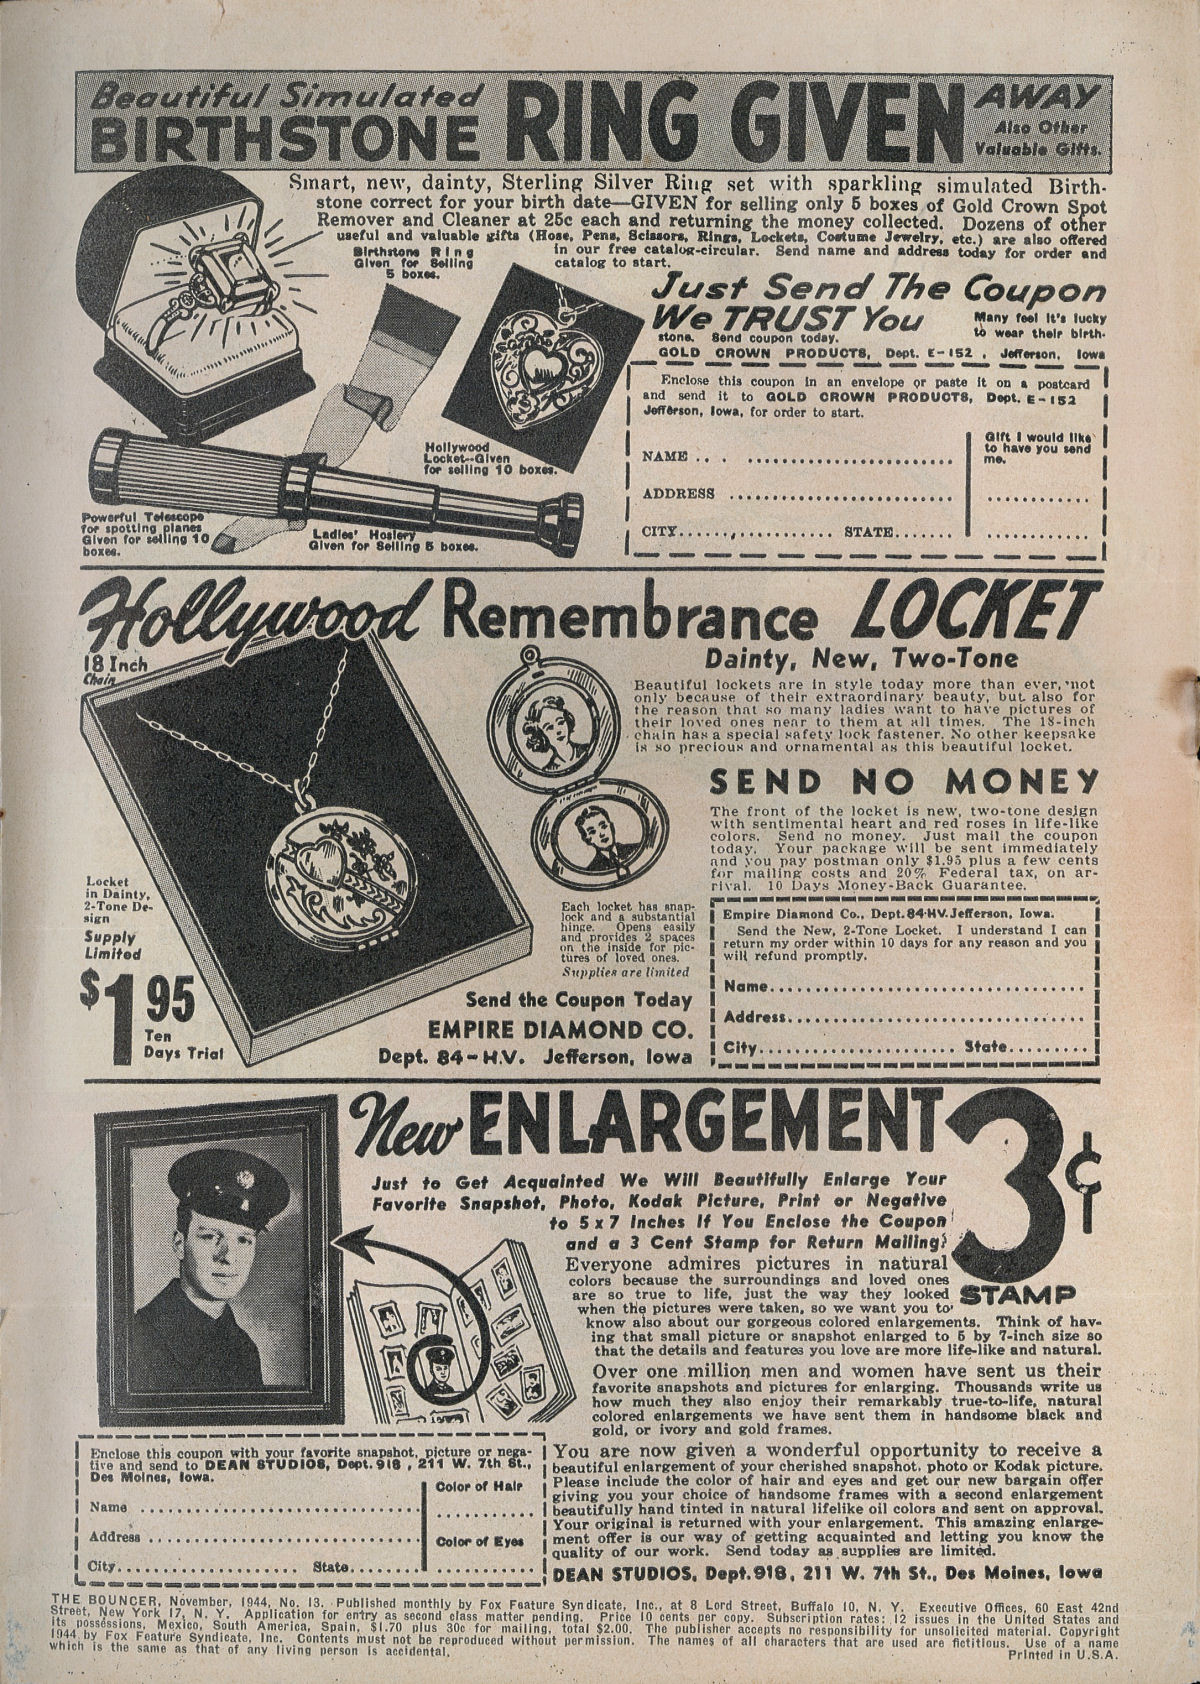 Beautiful Simulated
BIRTHSTONE RING GIVEN AWAY
Also Other
Valuable Gifts.
Smart, new, dainty, Sterling Silver Ring set with sparkling simulated Birth-
stone correct for your birth date—GIVEN for selling only 5 boxes of Gold Crown Spot
Remover and Cleaner at 25c each and returning the money collected. Dozens of other
useful and valuable gifts (Hose, Pens, Scissors, Rings, Lockets, Costume Jewelry, etc.) are also offered
in our free catalog-circular. Send name and address today for order and
catalog to start.
Birthstone Ring
Given for Selling
5 boxes.
Just Send The Coupon
We TRUST You
Many feel it's lucky
to wear their birth-
stone. Send coupon today.
GOLD CROWN PRODUCTS, Dept. E-152 , Jefferson, Iowa
Enclose this coupon in an envelope or paste it on a postcard
and send it to GOLD CROWN PRODUCTS, Dept. E-152
Jefferson, Iowa, for order to start.
NAME . . . ..............................
ADDRESS ..............................
CITY...................... STATE.......
Gift I would like
to have you send
me.
..............
..............
Hollywood
Locket--Given
for selling 10 boxes.
Powerful Telescope
for spotting planes
Given for selling 10
boxes.
Ladies' Hosiery
Given for Selling 5 boxes.
Hollywood Remembrance LOCKET
18 Inch
Chain
Dainty, New, Two-Tone
Beautiful lockets are in style today more than ever, not
only because of their extraordinary beauty, but also for
the reason that so many ladies want to have pictures of
their loved ones near to them at all times. The 18-inch
chain has a special safety lock fastener. No other keepsake
is so precious and ornamental as this beautiful locket.
SEND NO MONEY
The front of the locket is new, two-tone design
with sentimental heart and red roses in life-like
colors. Send no money. Just mail the coupon
today. Your package will be sent immediately
and you pay postman only $1.95 plus a few cents
for mailing costs and 20% Federal tax, on ar-
rival. 10 Days Money-Back Guarantee.
Locket
in Dainty,
2-Tone De-
sign
Supply
Limited
$1.95
Ten
Days Trial
Each locket has snap-
lock and a substantial
hinge. Opens easily
and provides 2 spaces
on the inside for pic-
tures of loved ones.
Supplies are limited
Send the Coupon Today
EMPIRE DIAMOND CO.
Dept. 84-H.V. Jefferson, Iowa
Empire Diamond Co., Dept. 84-HV. Jefferson, Iowa.
Send the New, 2-Tone Locket. I understand I can
return my order within 10 days for any reason and you
will refund promptly.
Name........................................
Address.....................................
City........................ State.........
New ENLARGEMENT 3¢
STAMP
Just to Get Acquainted We Will Beautifully Enlarge Your
Favorite Snapshot, Photo, Kodak Picture, Print or Negative
to 5 x 7 Inches If You Enclose the Coupon
and a 3 Cent Stamp for Return Mailing!
Everyone admires pictures in natural
colors because the surroundings and loved ones
are so true to life, just the way they looked
when the pictures were taken, so we want you to
know also about our gorgeous colored enlargements. Think of hav-
ing that small picture or snapshot enlarged to 5 by 7-inch size so
that the details and features you love are more life-like and natural.
Over one million men and women have sent us their
favorite snapshots and pictures for enlarging. Thousands write us
how much they also enjoy their remarkably true-to-life, natural
colored enlargements we have sent them in handsome black and
gold, or ivory and gold frames.
You are now given a wonderful opportunity to receive a
beautiful enlargement of your cherished snapshot, photo or Kodak picture.
Please include the color of hair and eyes and get our new bargain offer
giving you your choice of handsome frames with a second enlargement
beautifully hand tinted in natural lifelike oil colors and sent on approval.
Your original is returned with your enlargement. This amazing enlarge-
ment offer is our way of getting acquainted and letting you know the
quality of our work. Send today as supplies are limited.
DEAN STUDIOS, Dept.918, 211 W. 7th St., Des Moines, Iowa
Enclose this coupon with your favorite snapshot, picture or nega-
tive and send to DEAN STUDIOS, Dept.918 , 211 W. 7th St.,
Des Moines, Iowa.
Name ........................................
Address .....................................
City........................... State.........
Color of Hair
..............
Color of Eyes
..............
THE BOUNCER, November, 1944, No. 13. Published monthly by Fox Feature Syndicate, Inc., at 8 Lord Street, Buffalo 10, N. Y. Executive Offices, 60 East 42nd
Street, New York 17, N. Y. Application for entry as second class matter pending. Price 10 cents per copy. Subscription rates: 12 issues in the United States and
its possessions, Mexico, South America, Spain, $1.70 plus 30c for mailing, total $2.00. The publisher accepts no responsibility for unsolicited material. Copyright
1944 by Fox Feature Syndicate, Inc. Contents must not be reproduced without permission. The names of all characters that are used are fictitious. Use of a name
which is the same as that of any living person is accidental.
Printed in U.S.A.